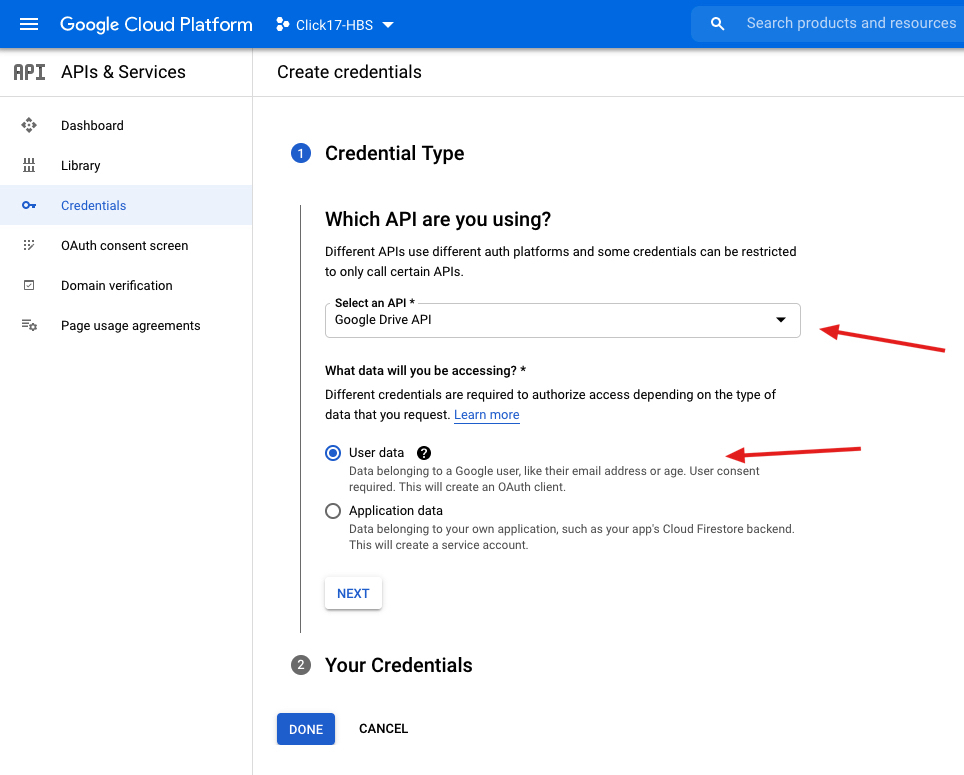 Google Cloud Platform
Click17-HBS
Search products and resources
API
APIs & Services
Create credentials
Dashboard
Library
Credentials
OAuth consent screen
Domain verification
Page usage agreements
1
Credential Type
Which API are you using?
Different APIs use different auth platforms and some credentials can be restricted
to only call certain APIs.
Select an API *
Google Drive API
What data will you be accessing? *
Different credentials are required to authorize access depending on the type of
data that you request. Learn more
User data ?
Data belonging to a Google user, like their email address or age. User consent
required. This will create an OAuth client.
Application data
Data belonging to your own application, such as your app's Cloud Firestore backend.
This will create a service account.
NEXT
2
Your Credentials
DONE
CANCEL